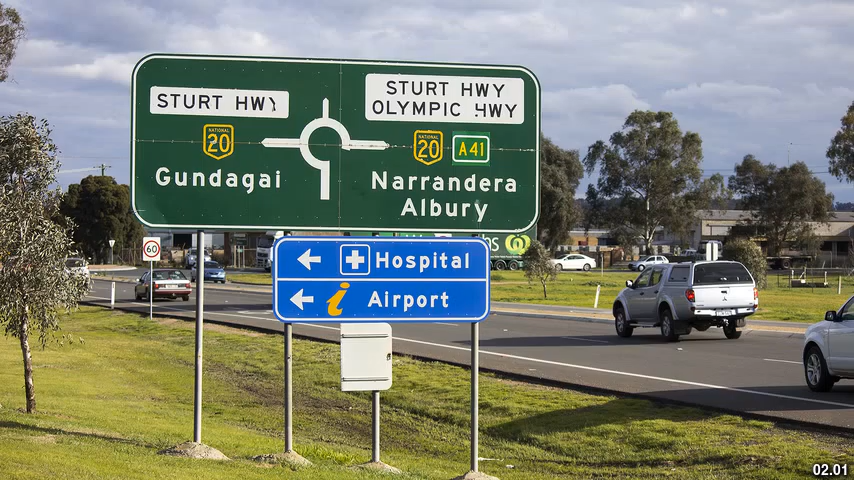 STURT HWY
STURT HWY
OLYMPIC HWY
NATIONAL
20
NATIONAL
20
A41
Gundagai
Narrandera
Albury
Hospital
Airport
60
02.01